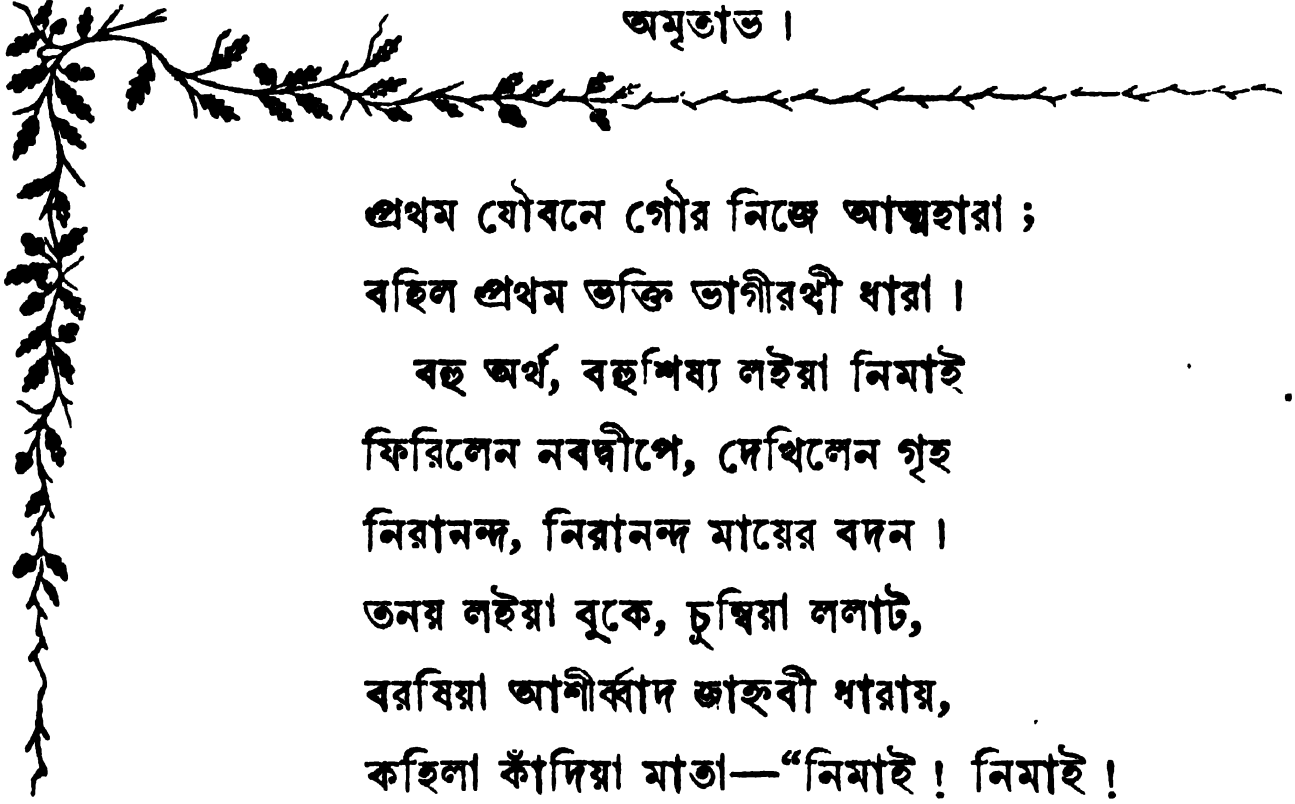 অমৃতাভ।
প্রথম যৌবনে গৌর নিজে আত্মহারা;
বহিল প্রথম ভক্তি ভাগীরথী ধারা।
বহু অর্থ, বহুশিষ্য লইয়া নিমাই
ফিরিলেন নবদ্বীপে, দেখিলেন গৃহ
নিরানন্দ, নিরানন্দ মায়ের বদন।
তনয় লইয়া বুকে, চুম্বিয়া ললাট,
বরষিয়া আশীর্ব্বাদ জাহ্নবী ধারায়,
কহিলা কাঁদিয়া মাতা—“নিমাই! নিমাই!